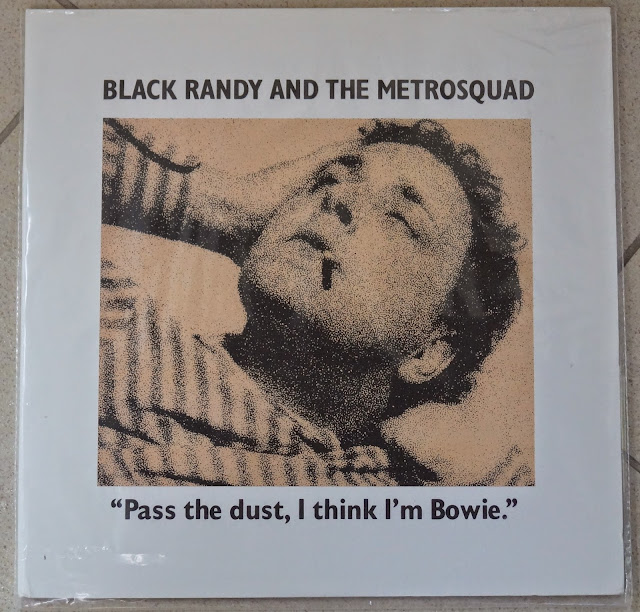 BLACK RANDY AND THE METROSQUAD
“Pass the dust, I think I’m Bowie.”